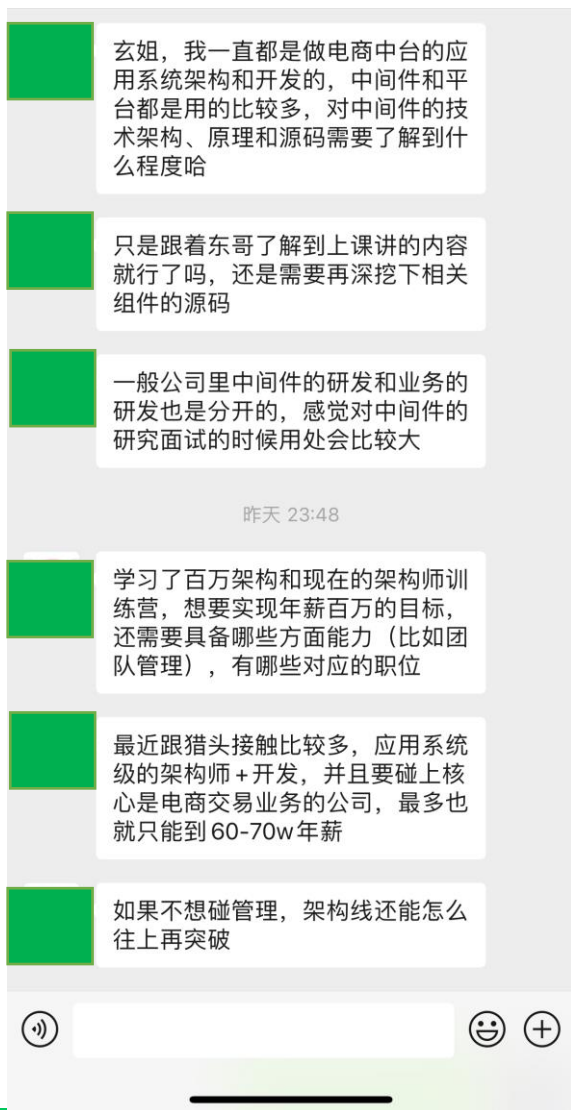 玄姐，我一直都是做电商中台的应
用系统架构和开发的，中间件和平
台都是用的比较多，对中间件的技
术架构、原理和源码需要了解到什
么程度哈
只是跟着东哥了解到上课讲的内容
就行了吗，还是需要再深挖下相关
组件的源码
一般公司里中间件的研发和业务的
研发也是分开的，感觉对中间件的
研究面试的时候用处会比较大
昨天 23:48
学习了百万架构和现在的架构师训
练营，想要实现年薪百万的目标，
还需要具备哪些方面能力（比如团
队管理），有哪些对应的职位
最近跟猎头接触比较多，应用系统
级的架构师+开发，并且要碰上核
心是电商交易业务的公司，最多也
就只能到60-70w年薪
如果不想碰管理，架构线还能怎么
往上再突破